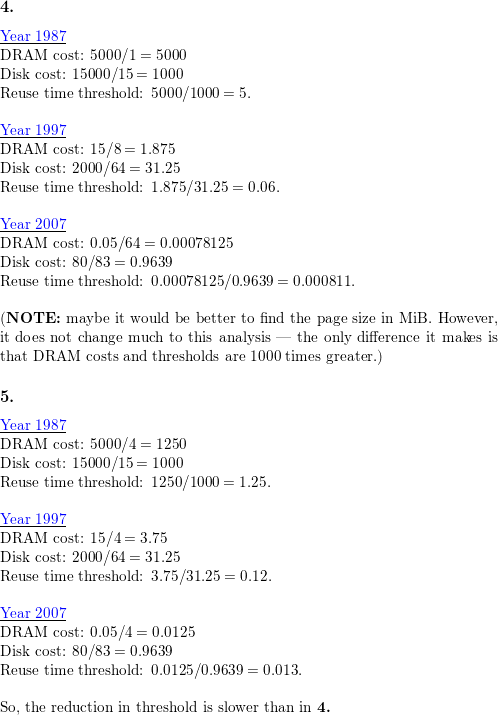 4.
Year 1987
DRAM cost: 5000/1 = 5000
Disk cost: 15000/15 = 1000
Reuse time threshold: 5000/1000 = 5.
Year 1997
DRAM cost: 15/8 = 1.875
Disk cost: 2000/64 = 31.25
Reuse time threshold: 1.875/31.25 = 0.06.
Year 2007
DRAM cost: 0.05/64 = 0.00078125
Disk cost: 80/83 = 0.9639
Reuse time threshold: 0.00078125/0.9639 = 0.000811.
(NOTE: maybe it would be better to find the page size in MiB. However,
it does not change much to this analysis — the only difference it makes is
that DRAM costs and thresholds are 1000 times greater.)
5.
Year 1987
DRAM cost: 5000/4 = 1250
Disk cost: 15000/15 = 1000
Reuse time threshold: 1250/1000 = 1.25.
Year 1997
DRAM cost: 15/4 = 3.75
Disk cost: 2000/64 = 31.25
Reuse time threshold: 3.75/31.25 = 0.12.
Year 2007
DRAM cost: 0.05/4 = 0.0125
Disk cost: 80/83 = 0.9639
Reuse time threshold: 0.0125/0.9639 = 0.013.
So, the reduction in threshold is slower than in 4.